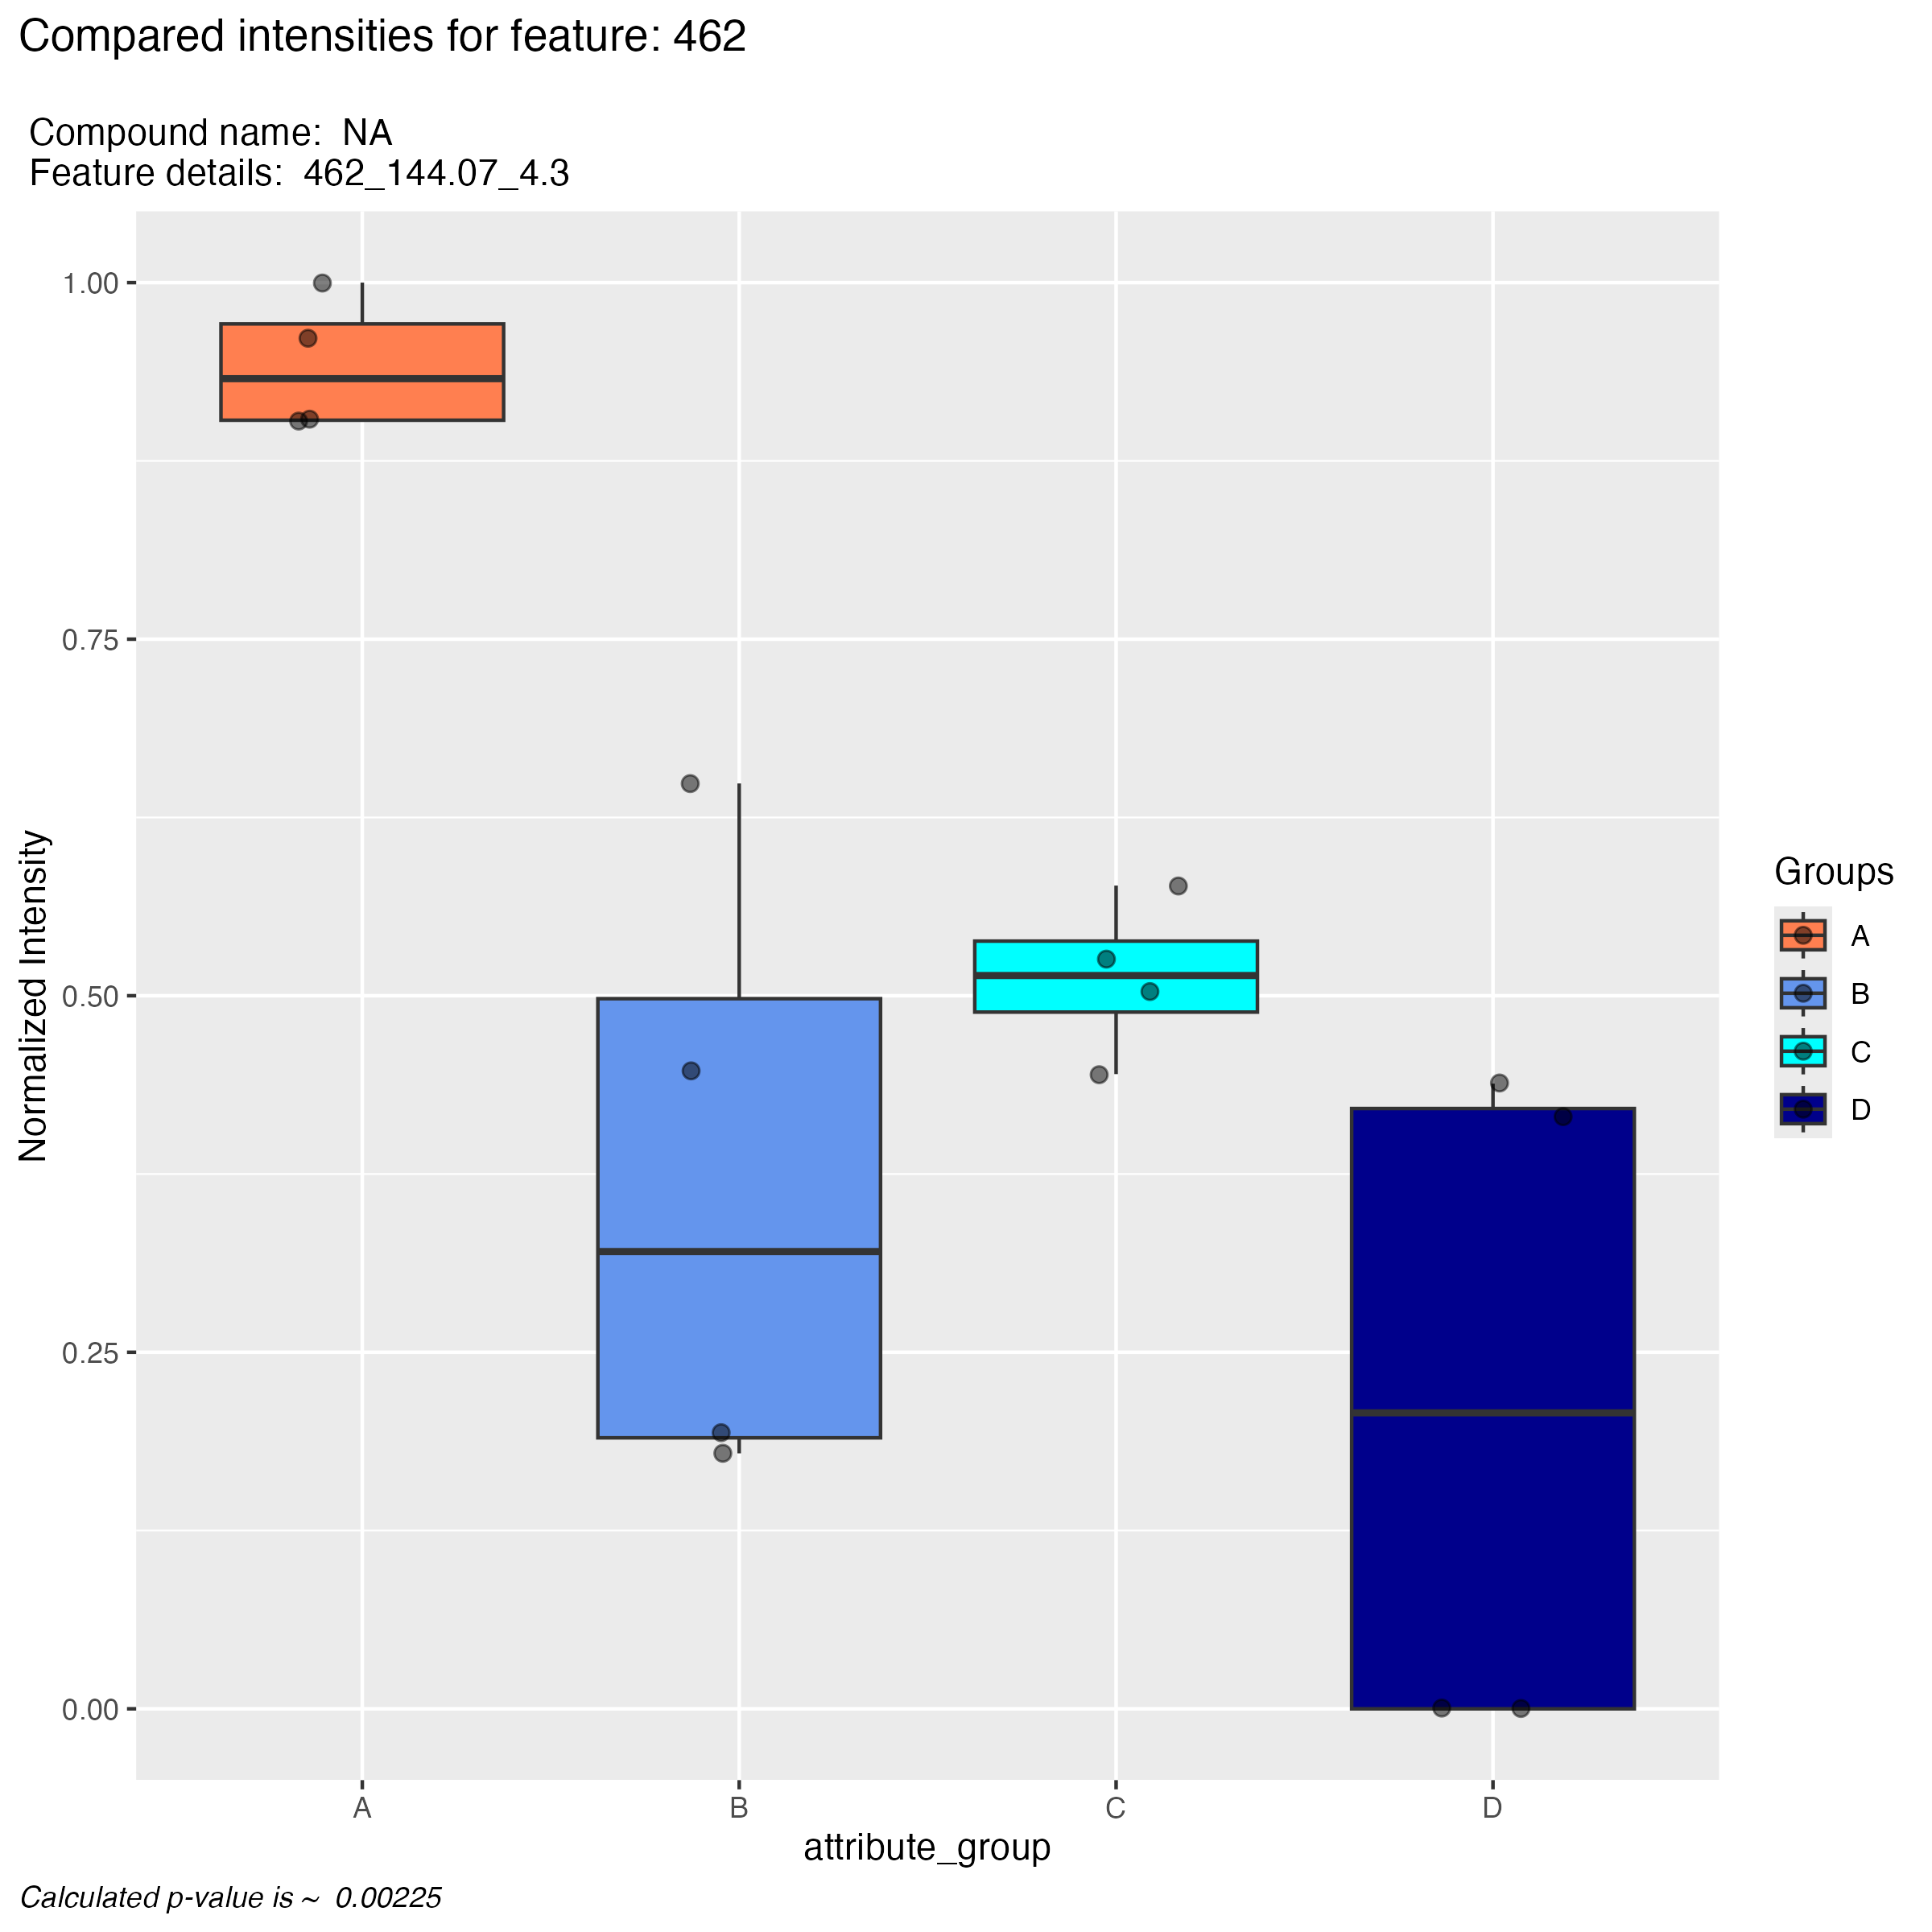 Compared intensities for feature: 462
Compound name:  NA
Feature details:  462_144.07_4.3
1.00
0.75
0.50
0.25
0.00
Normalized Intensity
A
B
C
D
attribute_group
Groups
A
B
C
D
Calculated p-value is ~  0.00225